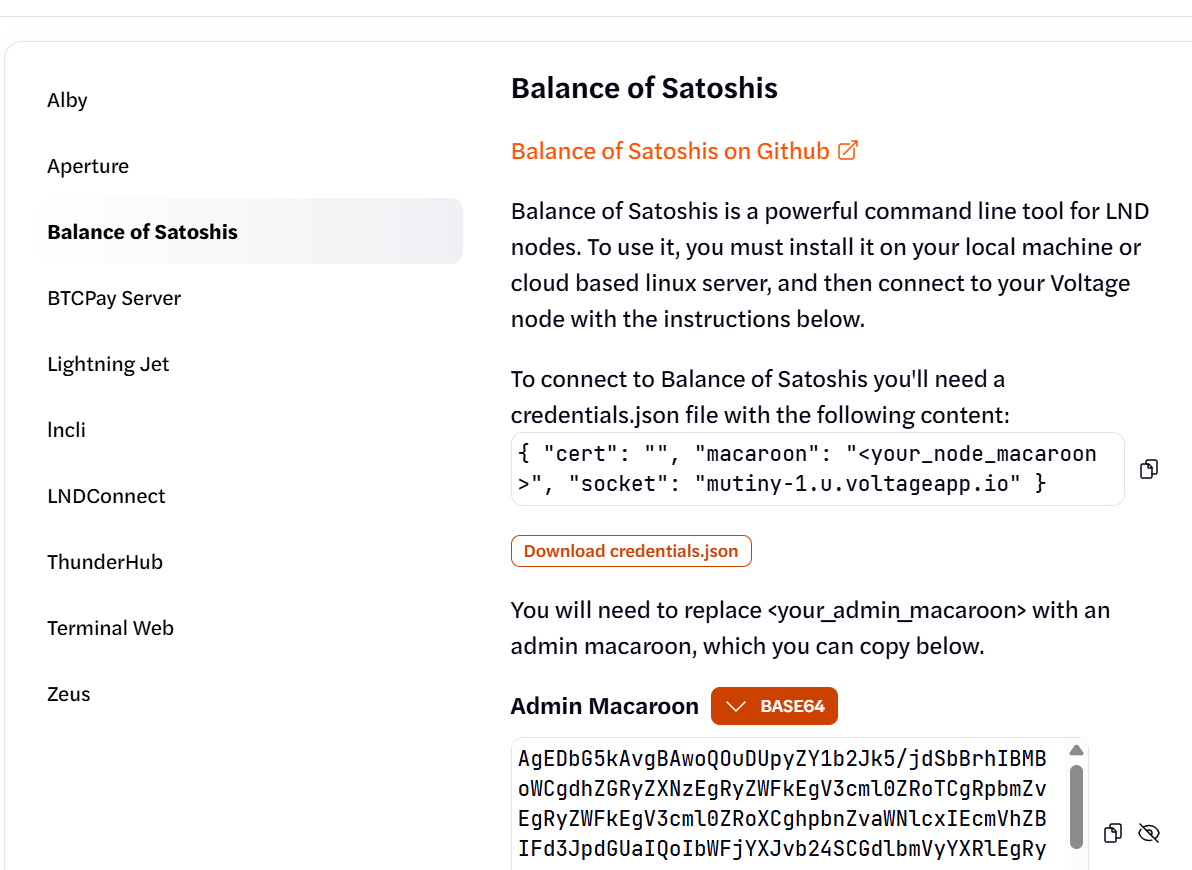 Alby
Aperture
Balance of Satoshis
BTCPay Server
Lightning Jet
lncli
LNDConnect
ThunderHub
Terminal Web
Zeus
Balance of Satoshis
Balance of Satoshis on Github
Balance of Satoshis is a powerful command line tool for LND
nodes. To use it, you must install it on your local machine or
cloud based linux server, and then connect to your Voltage
node with the instructions below.
To connect to Balance of Satoshis you'll need a
credentials.json file with the following content:
{ "cert": "", "macaroon": "<your_node_macaroon
>", "socket": "mutiny-1.u.voltageapp.io" }
Download credentials.json
You will need to replace <your_admin_macaroon> with an
admin macaroon, which you can copy below.
Admin Macaroon
BASE64
AgEDbG5kAvgBAwoQOuDUpyZY1b2Jk5/jdSbBrhIBMB
oWCgdhZGRyZXNzEgRyZWFkEgV3cml0ZRoTCgRpbmZv
EgRyZWFkEgV3cml0ZRoXCghpbnZvaWNlcxIEcmVhZB
IFd3JpdGUaIQoIbWFjYXJvb24SCGdlbmVyYXRlEgRy